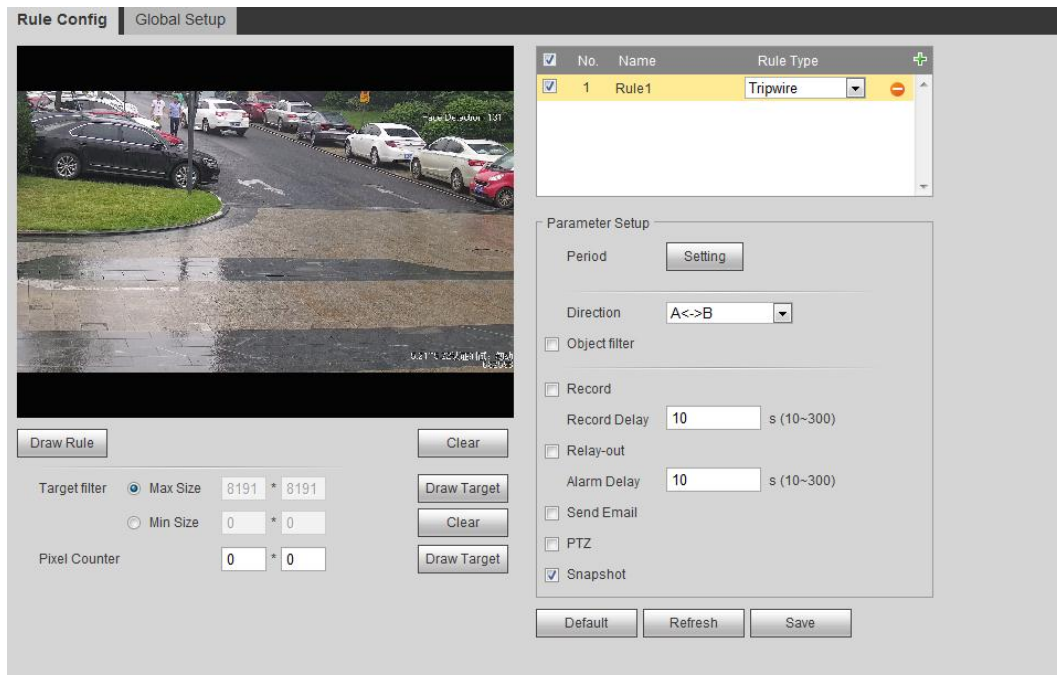 Rule Config Global Setup
No. Name Rule Type
1 Rule1 Tripwire
Parameter Setup
Period Setting
Direction A<->B
Object filter
Record
Record Delay 10 s (10~300)
Relay-out
Alarm Delay 10 s (10~300)
Send Email
PTZ
Snapshot
Default Refresh Save
Draw Rule Clear
Target filter Max Size 8191 * 8191 Draw Target
Min Size 0 * 0 Clear
Pixel Counter 0 * 0 Draw Target